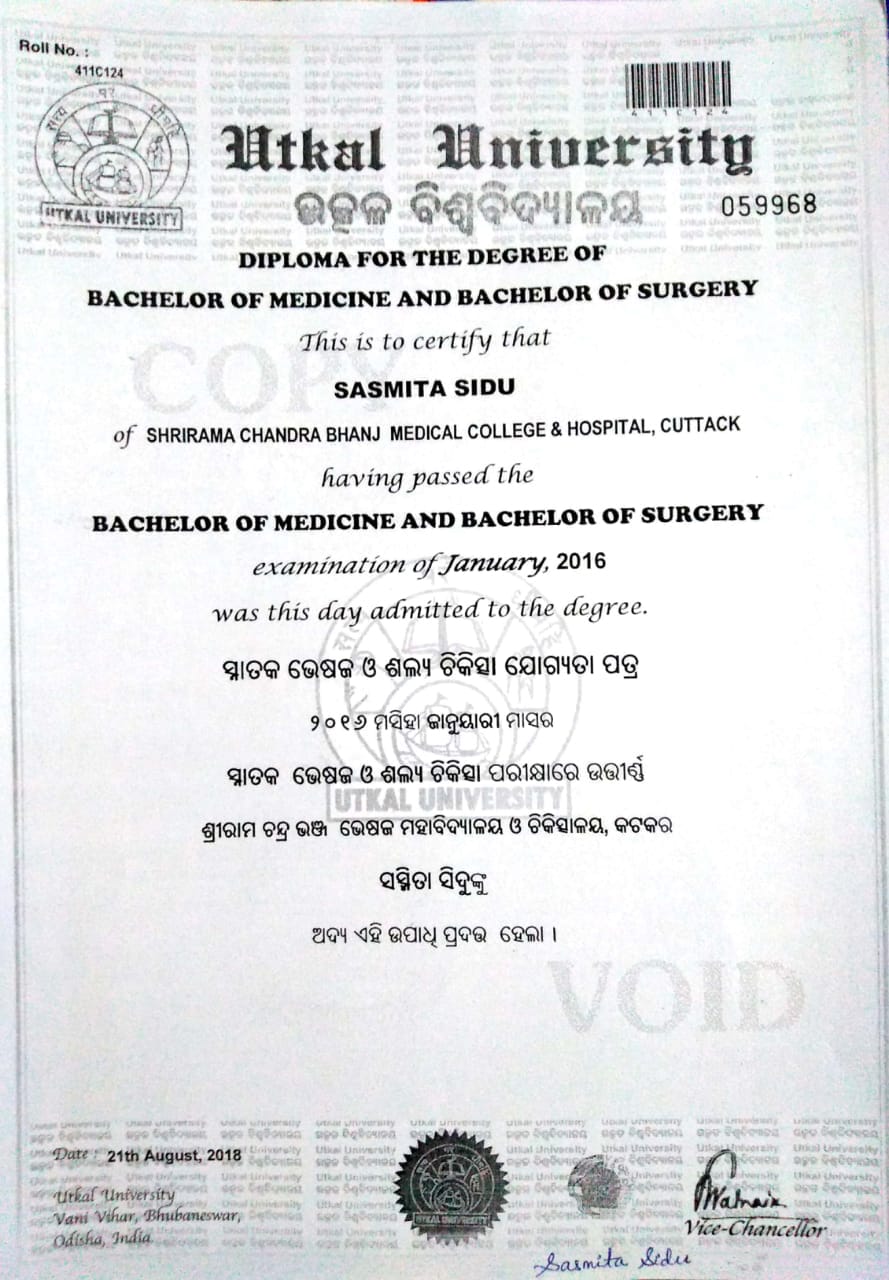 Roll No. :
411C124
411C124
Utkal University
ଉତ୍କଳ ବିଶ୍ୱବିଦ୍ୟାଳୟ
059968
UTKAL UNIVERSITY
DIPLOMA FOR THE DEGREE OF
BACHELOR OF MEDICINE AND BACHELOR OF SURGERY
This is to certify that
COPY
SASMITA SIDU
of SHRIRAMA CHANDRA BHANJ MEDICAL COLLEGE & HOSPITAL, CUTTACK
having passed the
BACHELOR OF MEDICINE AND BACHELOR OF SURGERY
examination of January, 2016
was this day admitted to the degree.
ସ୍ନାତକ ଭେଷଜ ଓ ଶଲ୍ୟ ଚିକିତ୍ସା ଯୋଗ୍ୟତା ପତ୍ର
୨୦୧୬ ମସିହା ଜାନୁୟାରୀ ମାସର
ସ୍ନାତକ ଭେଷଜ ଓ ଶଲ୍ୟ ଚିକିତ୍ସା ପରୀକ୍ଷାରେ ଉତ୍ତୀର୍ଣ୍ଣ
UTKAL UNIVERSITY
ଶ୍ରୀରାମ ଚନ୍ଦ୍ର ଭଞ୍ଜ ଭେଷଜ ମହାବିଦ୍ୟାଳୟ ଓ ଚିକିତ୍ସାଳୟ, କଟକର
ସସ୍ମିତା ସିଦୁଙ୍କୁ
ଅଦ୍ୟ ଏହି ଉପାଧି ପ୍ରଦତ୍ତ ହେଲା ।
VOID
Date : 21th August, 2018
Utkal University
Vani Vihar, Bhubaneswar,
Odisha, India
UTKAL UNIVERSITY
Vice-Chancellor
Sasmita Sidu